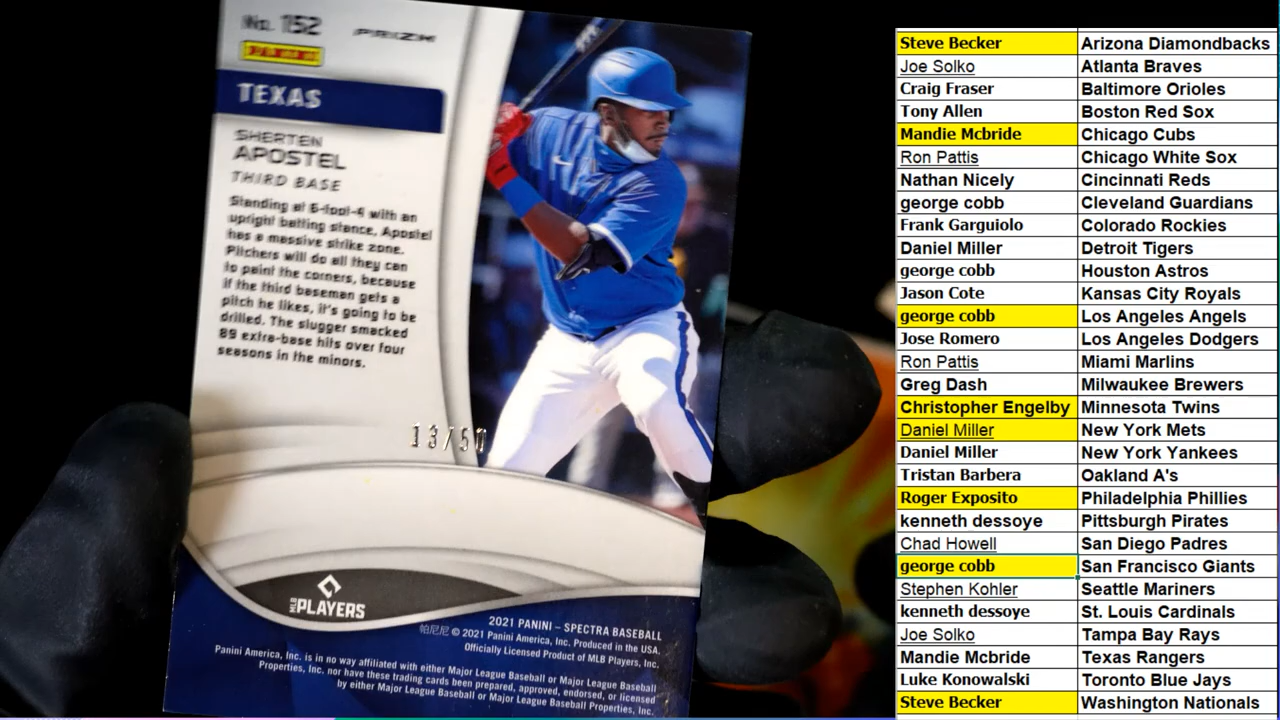 No. 152
PRIZM
PANINI
TEXAS
SHERTEN
APOSTEL
THIRD BASE
Standing at 6-foot-4 with an
upright batting stance, Apostel
has a massive strike zone.
Pitchers will do all they can
to paint the corners, because
if the third baseman gets a
pitch he likes, it's going to be
drilled. The slugger smacked
89 extra-base hits over four
seasons in the minors.
13/50
MLB PLAYERS
2021 PANINI – SPECTRA BASEBALL
帕尼尼 © 2021 Panini America, Inc. Produced in the USA.
Officially Licensed Product of MLB Players, Inc.
Panini America, Inc. is in no way affiliated with either Major League Baseball or Major League Baseball
Properties, Inc. nor have these trading cards been prepared, approved, endorsed, or licensed
by either Major League Baseball or Major League Baseball Properties, Inc.
Steve Becker Arizona Diamondbacks
Joe Solko Atlanta Braves
Craig Fraser Baltimore Orioles
Tony Allen Boston Red Sox
Mandie Mcbride Chicago Cubs
Ron Pattis Chicago White Sox
Nathan Nicely Cincinnati Reds
george cobb Cleveland Guardians
Frank Garguiolo Colorado Rockies
Daniel Miller Detroit Tigers
george cobb Houston Astros
Jason Cote Kansas City Royals
george cobb Los Angeles Angels
Jose Romero Los Angeles Dodgers
Ron Pattis Miami Marlins
Greg Dash Milwaukee Brewers
Christopher Engelby Minnesota Twins
Daniel Miller New York Mets
Daniel Miller New York Yankees
Tristan Barbera Oakland A's
Roger Exposito Philadelphia Phillies
kenneth dessoye Pittsburgh Pirates
Chad Howell San Diego Padres
george cobb San Francisco Giants
Stephen Kohler Seattle Mariners
kenneth dessoye St. Louis Cardinals
Joe Solko Tampa Bay Rays
Mandie Mcbride Texas Rangers
Luke Konowalski Toronto Blue Jays
Steve Becker Washington Nationals